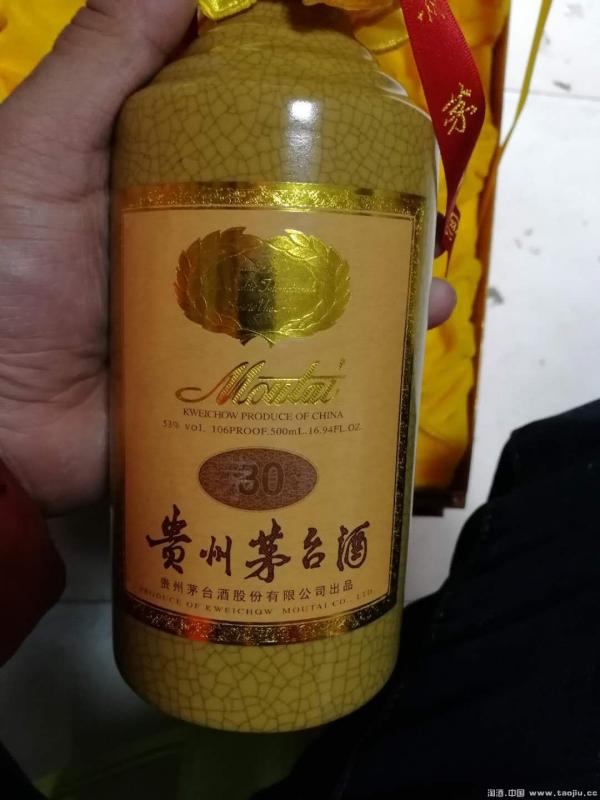 茅
Moutai
KWEICHOW PRODUCE OF CHINA
53% vol. 106PROOF.500mL.16.94FL.OZ.
30
贵州茅台酒
贵州茅台酒股份有限公司出品
PRODUCE OF KWEICHOW MOUTAI CO., LTD.
淘酒.中国 www.taojiu.cc